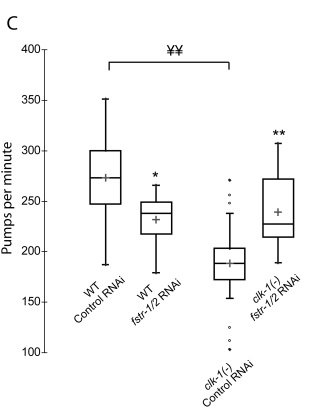 C
¥¥
400
350
300
250
200
150
100
Pumps per minute
*
**
WT
Control RNAi
WT
fstr-1/2 RNAi
clk-1(-)
Control RNAi
clk-1(-)
fstr-1/2 RNAi